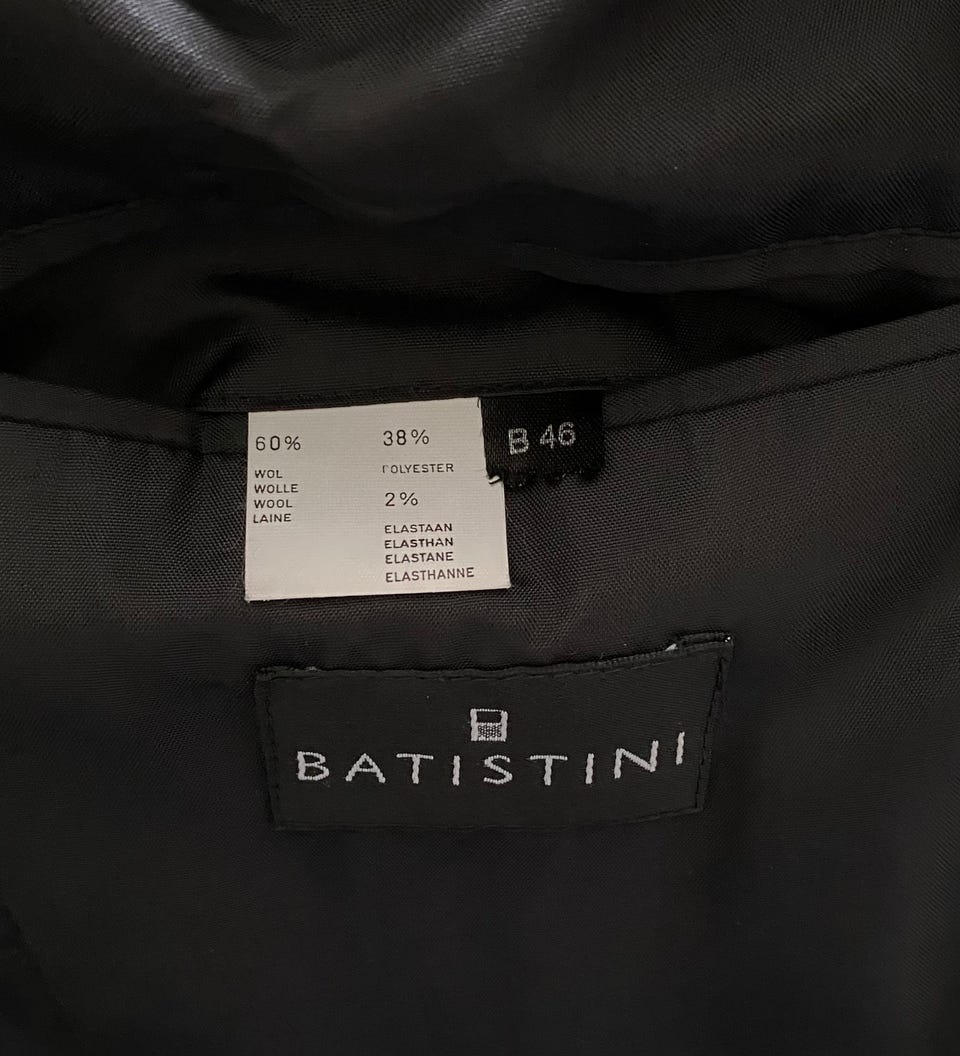 60%
WOL
WOLLE
WOOL
LAINE
38%
POLYESTER
2%
ELASTAAN
ELASTHAN
ELASTANE
ELASTHANNE
B 46
BATISTINI